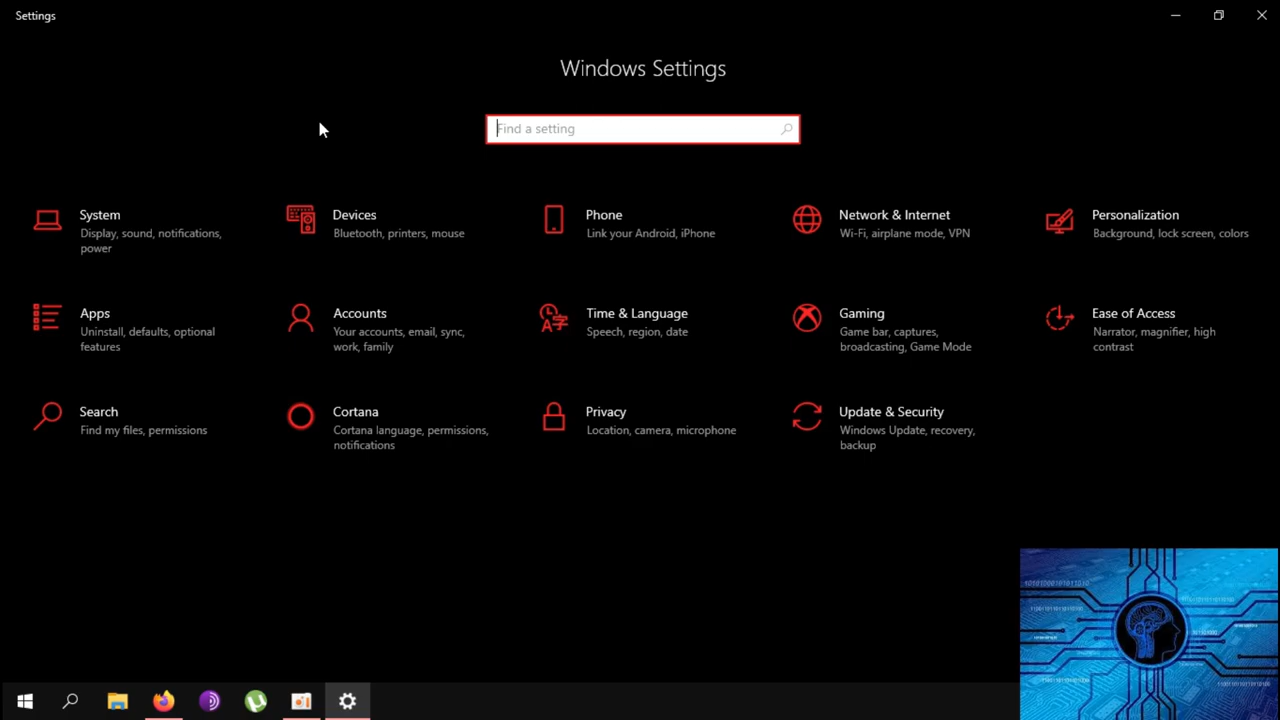 Settings
Windows Settings
Find a setting
System
Display, sound, notifications,
power
Devices
Bluetooth, printers, mouse
Phone
Link your Android, iPhone
Network & Internet
Wi-Fi, airplane mode, VPN
Personalization
Background, lock screen, colors
Apps
Uninstall, defaults, optional
features
Accounts
Your accounts, email, sync,
work, family
Time & Language
Speech, region, date
Gaming
Game bar, captures,
broadcasting, Game Mode
Ease of Access
Narrator, magnifier, high
contrast
Search
Find my files, permissions
Cortana
Cortana language, permissions,
notifications
Privacy
Location, camera, microphone
Update & Security
Windows Update, recovery,
backup